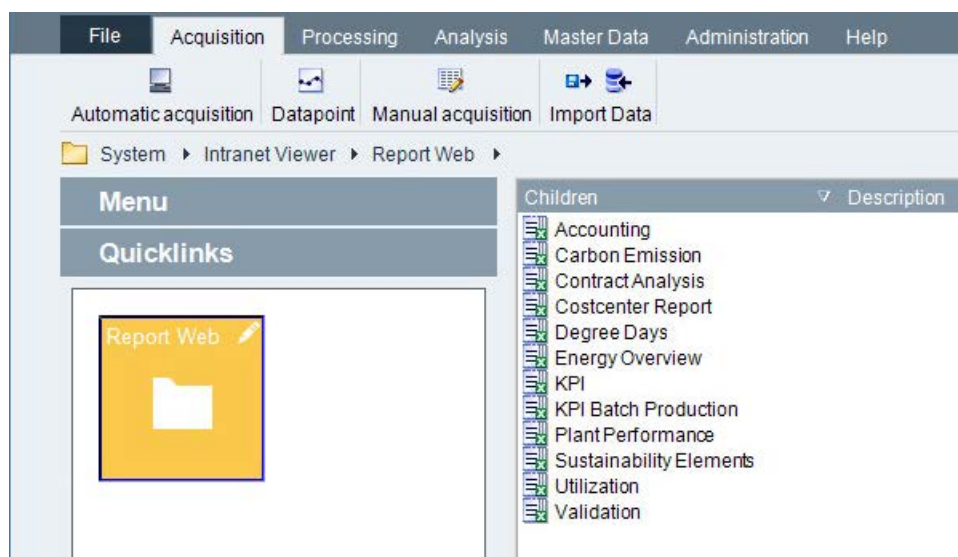 File Acquisition Processing Analysis Master Data Administration Help
Automatic acquisition Datapoint Manual acquisition Import Data
System Intranet Viewer Report Web
Menu
Quicklinks
Report Web
Children Description
Accounting
Carbon Emission
Contract Analysis
Costcenter Report
Degree Days
Energy Overview
KPI
KPI Batch Production
Plant Performance
Sustainability Elements
Utilization
Validation